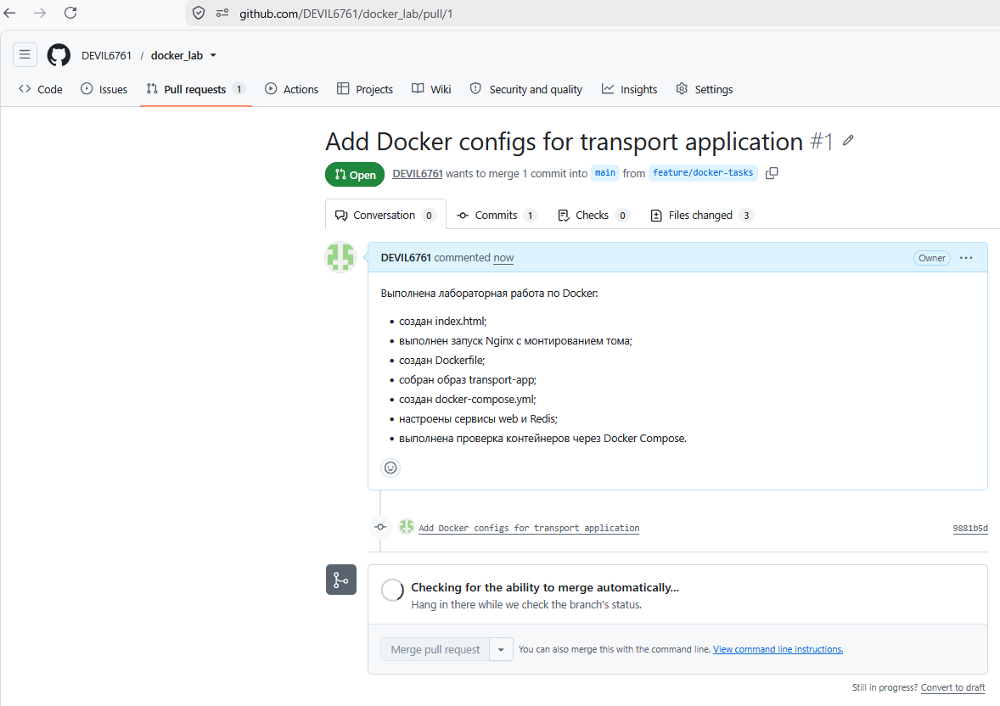 github.com/DEVIL6761/docker_lab/pull/1
DEVIL6761 / docker_lab
Code Issues Pull requests 1 Actions Projects Wiki Security and quality Insights Settings
Add Docker configs for transport application #1
Open DEVIL6761 wants to merge 1 commit into main from feature/docker-tasks
Conversation 0 Commits 1 Checks 0 Files changed 3
DEVIL6761 commented now Owner
Выполнена лабораторная работа по Docker:
• создан index.html;
• выполнен запуск Nginx с монтированием тома;
• создан Dockerfile;
• собран образ transport-app;
• создан docker-compose.yml;
• настроены сервисы web и Redis;
• выполнена проверка контейнеров через Docker Compose.
Add Docker configs for transport application 9881b5d
Checking for the ability to merge automatically...
Hang in there while we check the branch's status.
Merge pull request You can also merge this with the command line. View command line instructions.
Still in progress? Convert to draft